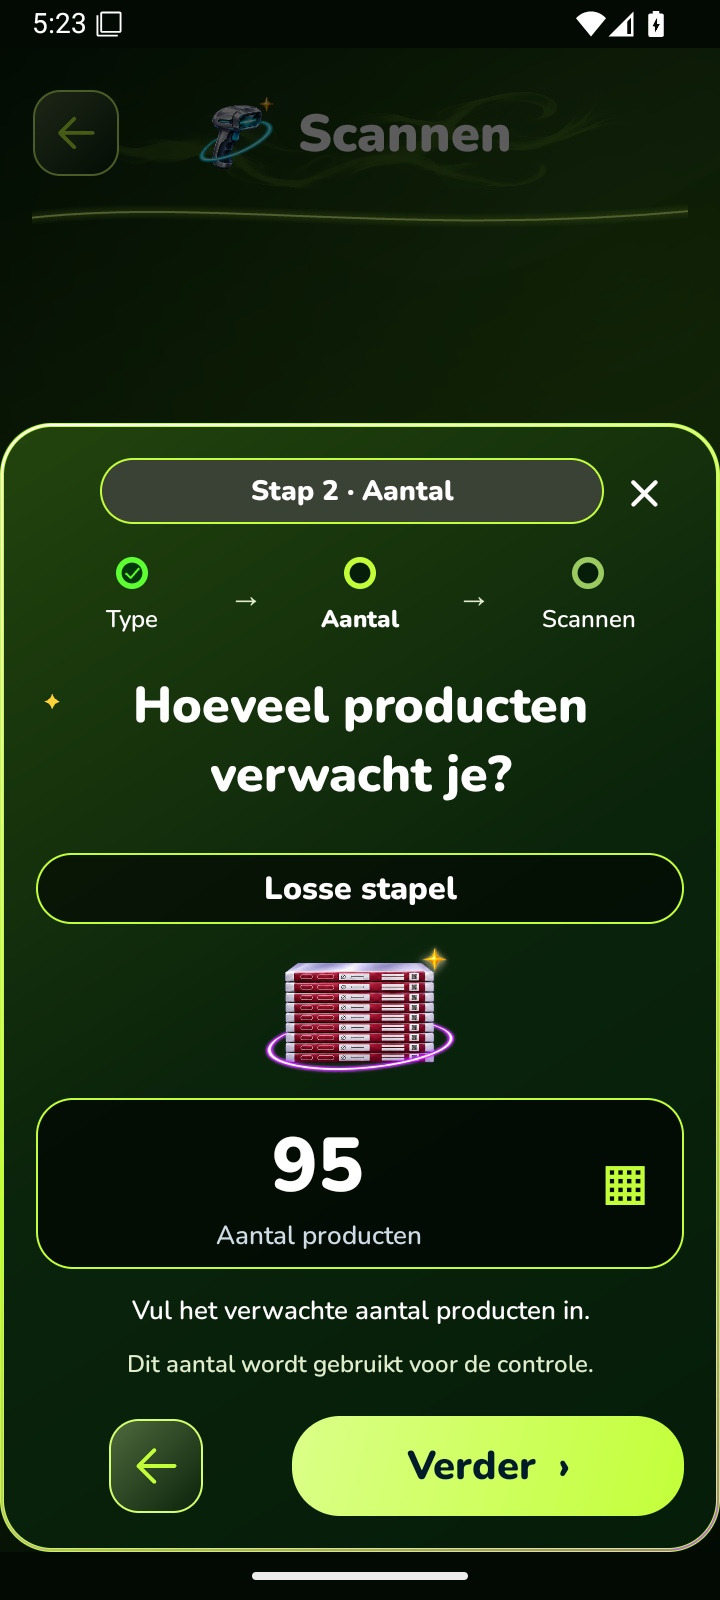 5:23
Scannen
Stap 2 · Aantal
Type → Aantal → Scannen
Hoeveel producten
verwacht je?
Losse stapel
95
Aantal producten
Vul het verwachte aantal producten in.
Dit aantal wordt gebruikt voor de controle.
Verder ›